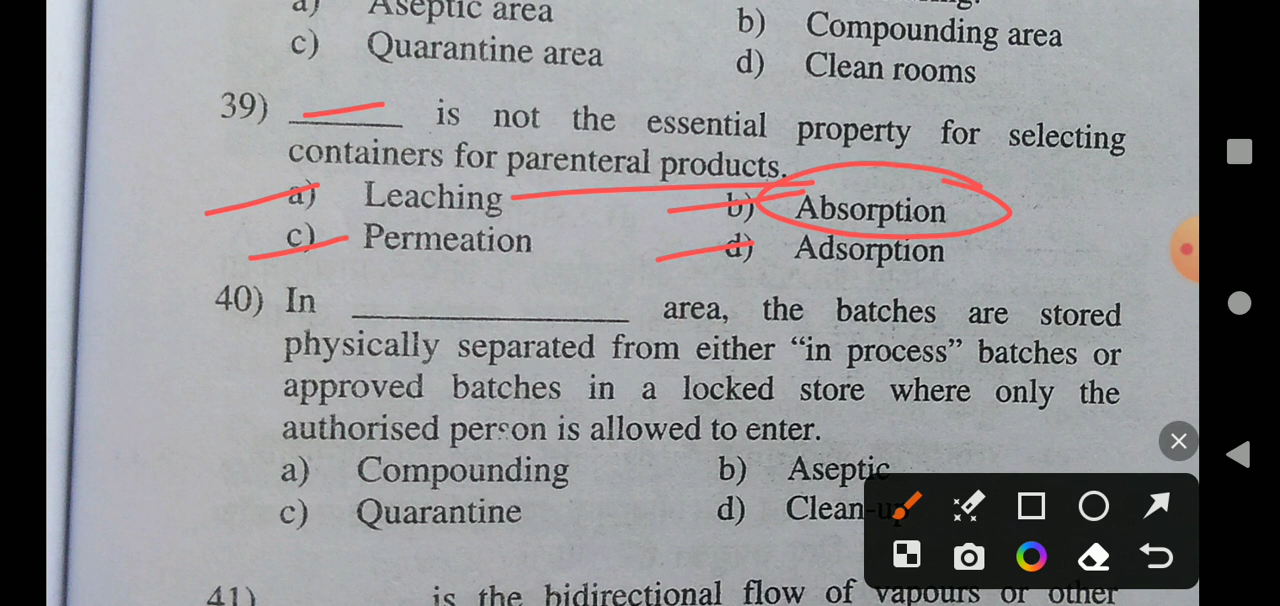 a) Aseptic area b) Compounding area
c) Quarantine area d) Clean rooms
39) ______ is not the essential property for selecting
containers for parenteral products.
a) Leaching b) Absorption
c) Permeation d) Adsorption
40) In ______________ area, the batches are stored
physically separated from either “in process” batches or
approved batches in a locked store where only the
authorised person is allowed to enter.
a) Compounding b) Aseptic
c) Quarantine d) Clean-up
41) ______ is the bidirectional flow of vapours or other